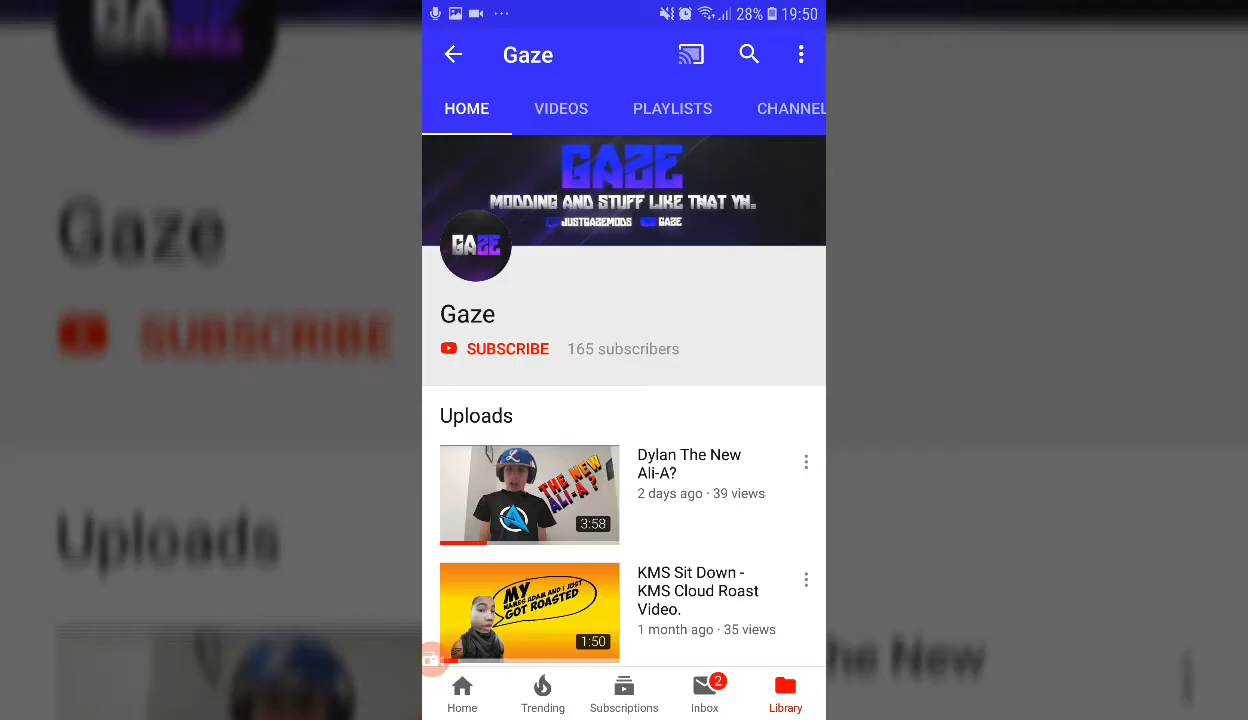 28% 19:50
Gaze
HOME VIDEOS PLAYLISTS CHANNEL
GAZE
MODDING AND STUFF LIKE THAT YH..
JUSTGAZEMODS GAZE
GAZE
Gaze
SUBSCRIBE 165 subscribers
Uploads
THE NEW
ALI-A?
3:58
Dylan The New
Ali-A?
2 days ago · 39 views
MY
NAMES ADAM AND I JUST
GOT ROASTED
1:50
KMS Sit Down -
KMS Cloud Roast
Video.
1 month ago · 35 views
Home Trending Subscriptions Inbox 2 Library
Gaze
SUBSCRIBE
Uploads
he New